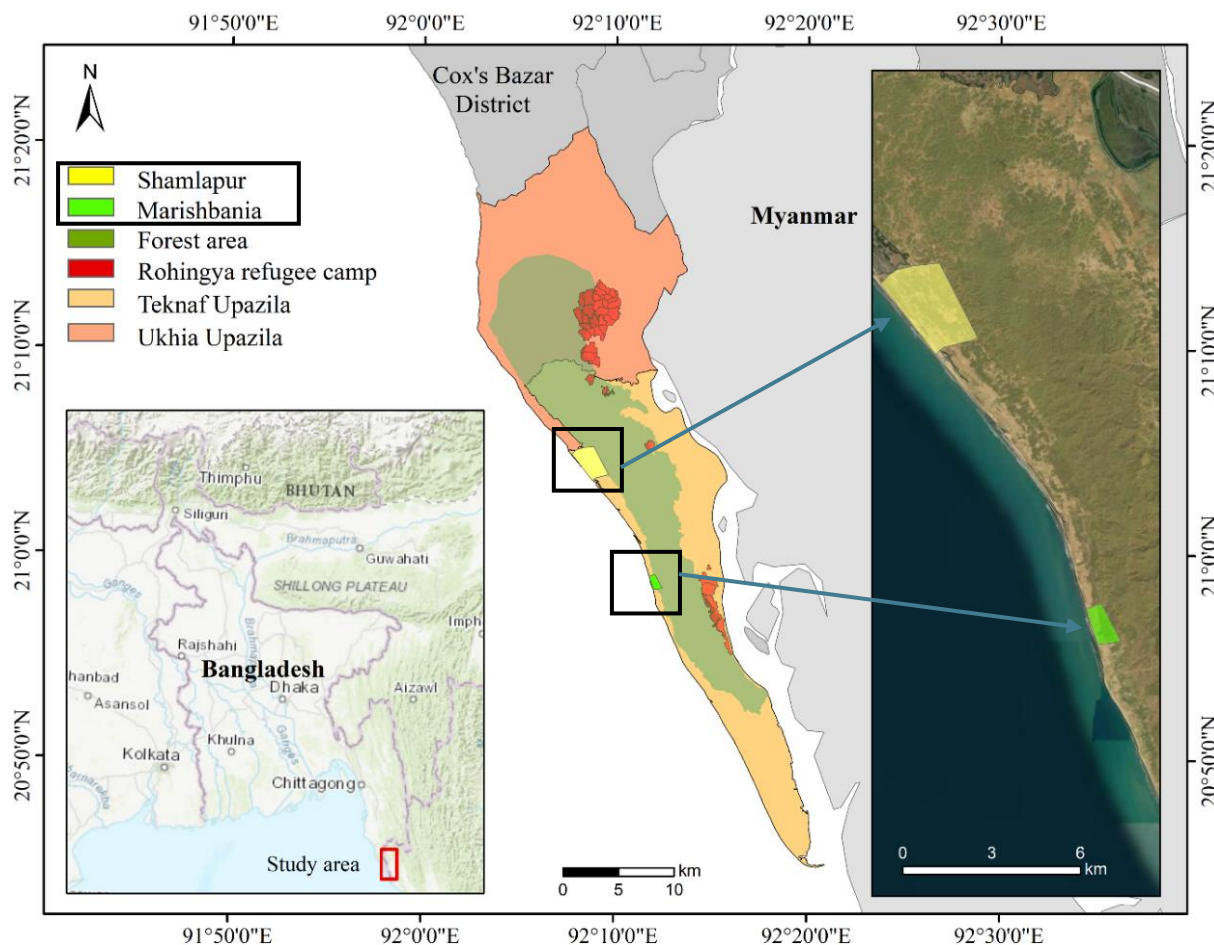 91°50'0"E 92°0'0"E 92°10'0"E 92°20'0"E 92°30'0"E
N
Cox's Bazar
District
21°20'0"N
21°20'0"N
Shamlapur
Marishbania
Forest area
Rohingya refugee camp
Teknaf Upazila
Ukhia Upazila
Myanmar
21°10'0"N
21°10'0"N
Thimphu
BHUTAN
Siliguri
Brahmaputra
Guwahati
Ganges
SHILLONG PLATEAU
Imph
Rajshahi
Brahm
Bangladesh
hanbad
Dhaka
Aizawl
Asansol
Khulna
Ganges
Kolkata
Chittagong
Study area
21°0'0"N
21°0'0"N
20°50'0"N
20°50'0"N
km
0 5 10
0 3 6
km
91°50'0"E 92°0'0"E 92°10'0"E 92°20'0"E 92°30'0"E